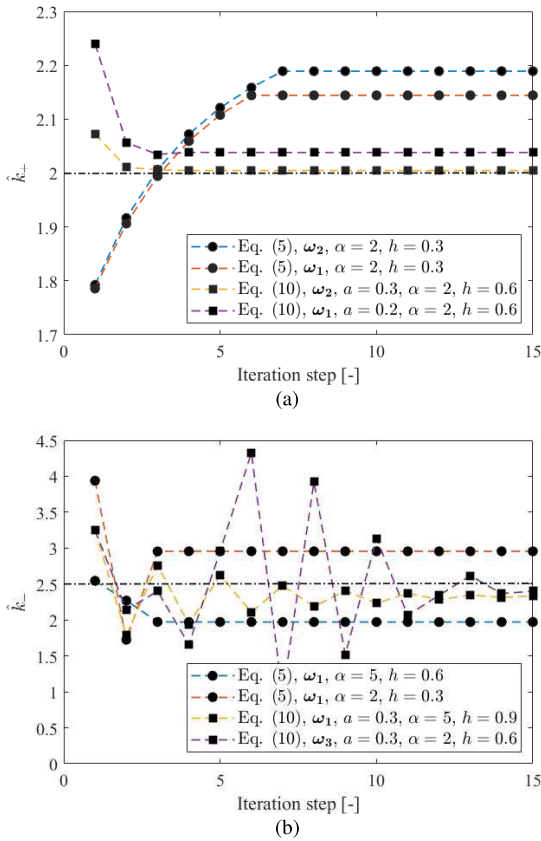 2.3
2.2
2.1
2
1.9
1.8
1.7
k̂₊
Eq. (5), ω₂, α = 2, h = 0.3
Eq. (5), ω₁, α = 2, h = 0.3
Eq. (10), ω₂, a = 0.3, α = 2, h = 0.6
Eq. (10), ω₁, a = 0.2, α = 2, h = 0.6
0 5 10 15
Iteration step [-]
(a)
4.5
4
3.5
3
2.5
2
1.5
1
0.5
0
k̂₋
Eq. (5), ω₁, α = 5, h = 0.6
Eq. (5), ω₁, α = 2, h = 0.3
Eq. (10), ω₁, a = 0.3, α = 5, h = 0.9
Eq. (10), ω₃, a = 0.3, α = 2, h = 0.6
0 5 10 15
Iteration step [-]
(b)